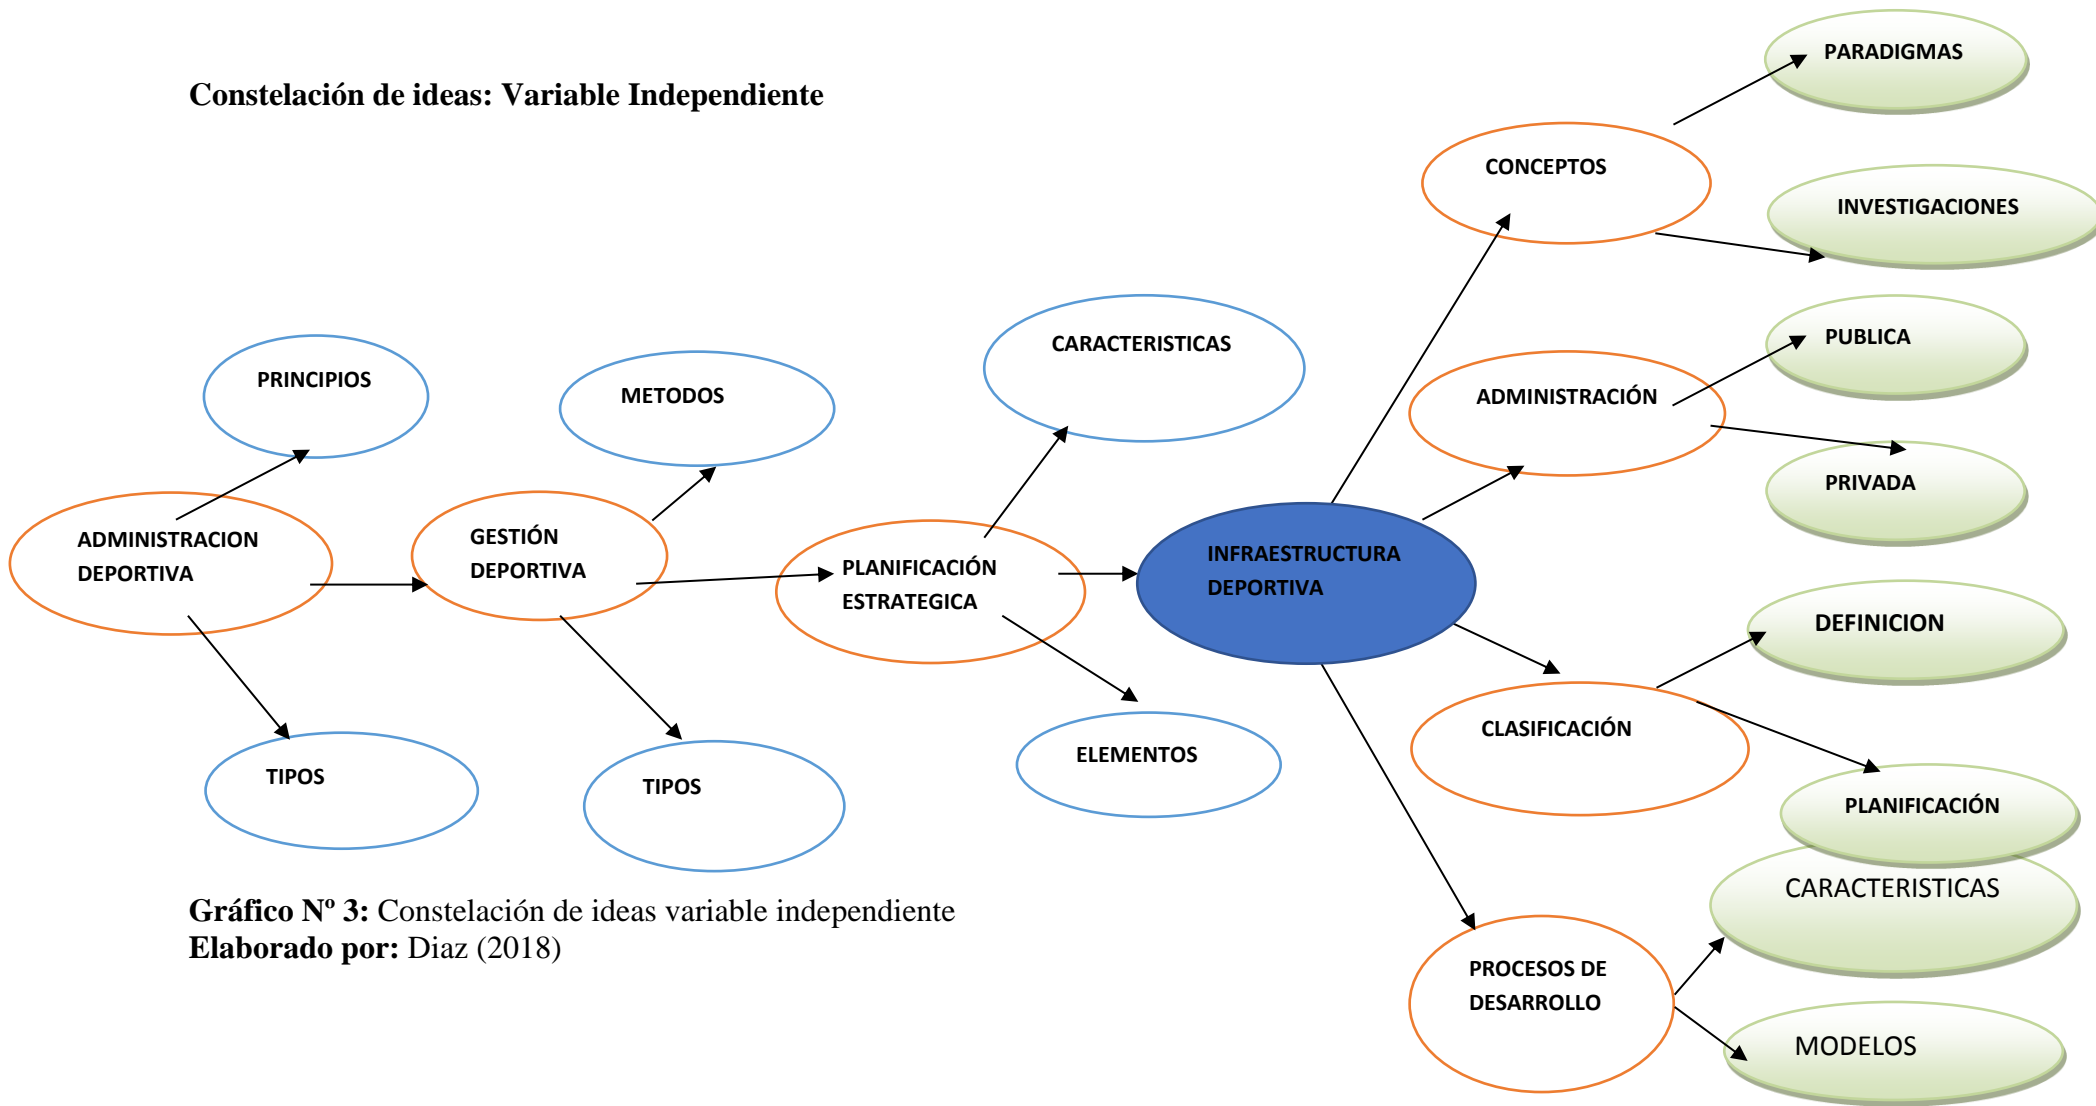 Constelación de ideas: Variable Independiente
PARADIGMAS
CONCEPTOS
INVESTIGACIONES
CARACTERISTICAS
PUBLICA
PRINCIPIOS
METODOS
ADMINISTRACIÓN
PRIVADA
ADMINISTRACION
DEPORTIVA
GESTIÓN
DEPORTIVA
PLANIFICACIÓN
ESTRATEGICA
INFRAESTRUCTURA
DEPORTIVA
DEFINICION
CLASIFICACIÓN
TIPOS
TIPOS
ELEMENTOS
PLANIFICACIÓN
CARACTERISTICAS
PROCESOS DE
DESARROLLO
MODELOS
Gráfico Nº 3: Constelación de ideas variable independiente
Elaborado por: Diaz (2018)